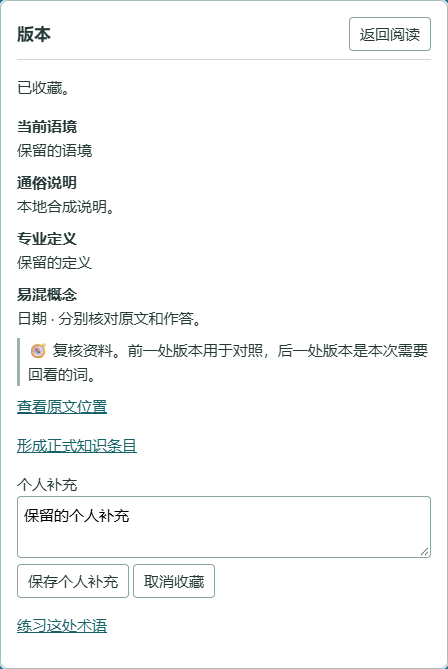 版本
返回阅读
已收藏。
当前语境
保留的语境
通俗说明
本地合成说明。
专业定义
保留的定义
易混概念
日期 · 分别核对原文和作答。
🧭 复核资料。前一处版本用于对照，后一处版本是本次需要
回看的词。
查看原文位置
形成正式知识条目
个人补充
保留的个人补充
保存个人补充 取消收藏
练习这处术语